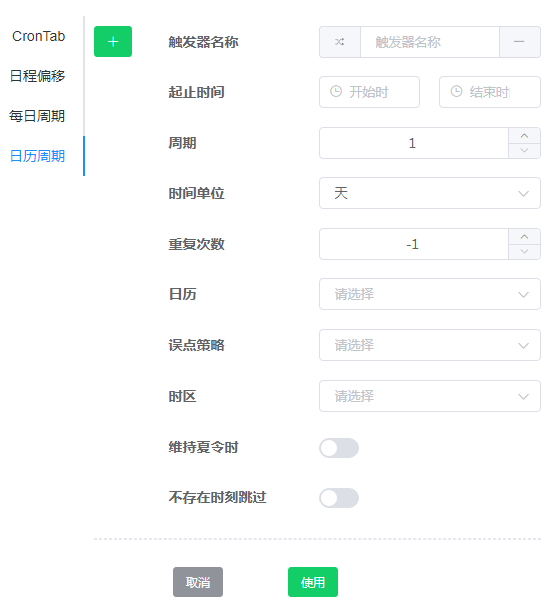 CronTab
日程偏移
每日周期
日历周期
触发器名称
触发器名称
起止时间
开始时
结束时
周期
1
时间单位
天
重复次数
-1
日历
请选择
误点策略
请选择
时区
请选择
维持夏令时
不存在时刻跳过
取消
使用